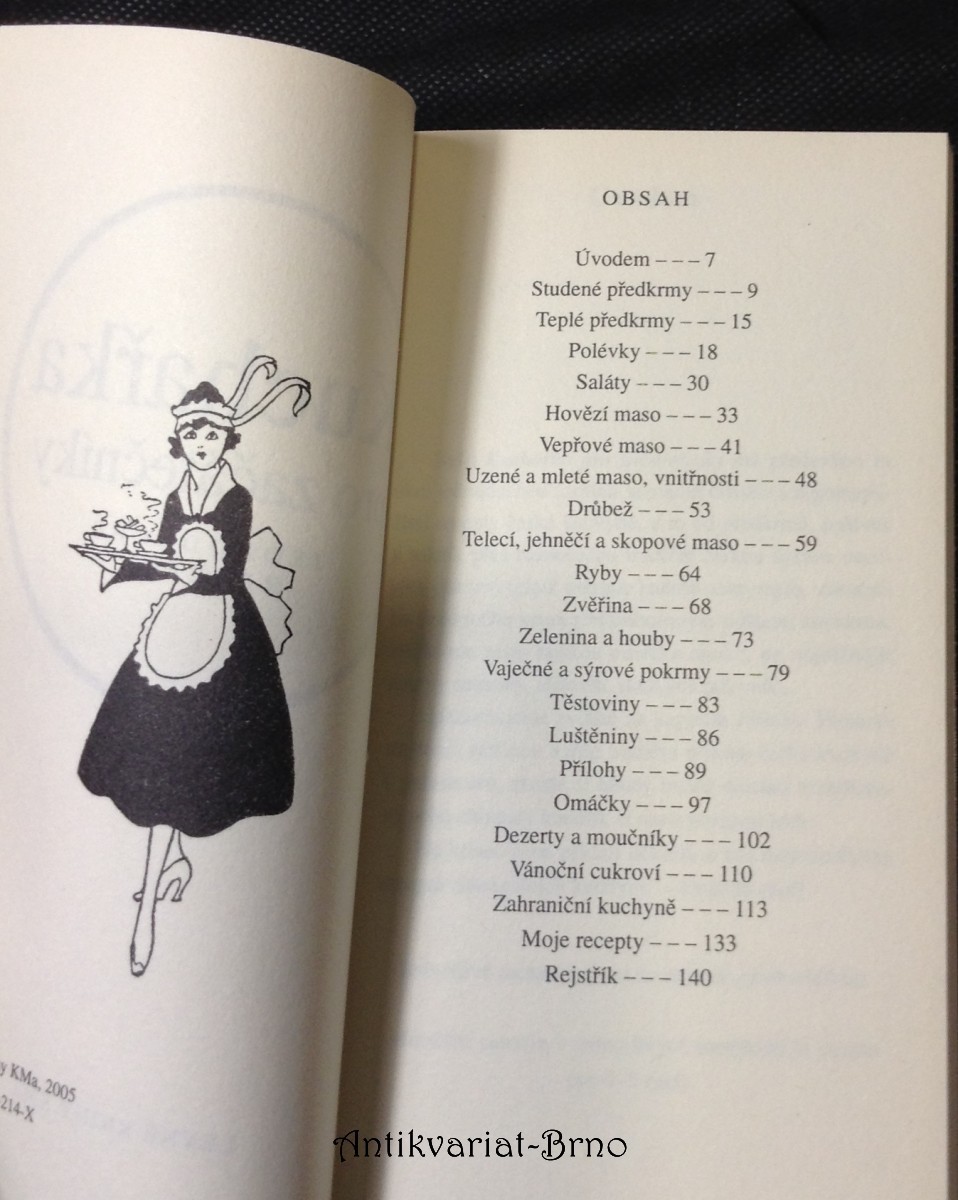 y KMa, 2005
214-X
OBSAH
Úvodem – – – 7
Studené předkrmy – – – 9
Teplé předkrmy – – – 15
Polévky – – – 18
Saláty – – – 30
Hovězí maso – – – 33
Vepřové maso – – – 41
Uzené a mleté maso, vnitřnosti – – – 48
Drůbež – – – 53
Telecí, jehněčí a skopové maso – – – 59
Ryby – – – 64
Zvěřina – – – 68
Zelenina a houby – – – 73
Vaječné a sýrové pokrmy – – – 79
Těstoviny – – – 83
Luštěniny – – – 86
Přílohy – – – 89
Omáčky – – – 97
Dezerty a moučníky – – – 102
Vánoční cukroví – – – 110
Zahraniční kuchyně – – – 113
Moje recepty – – – 133
Rejstřík – – – 140
Antikvariat-Brno